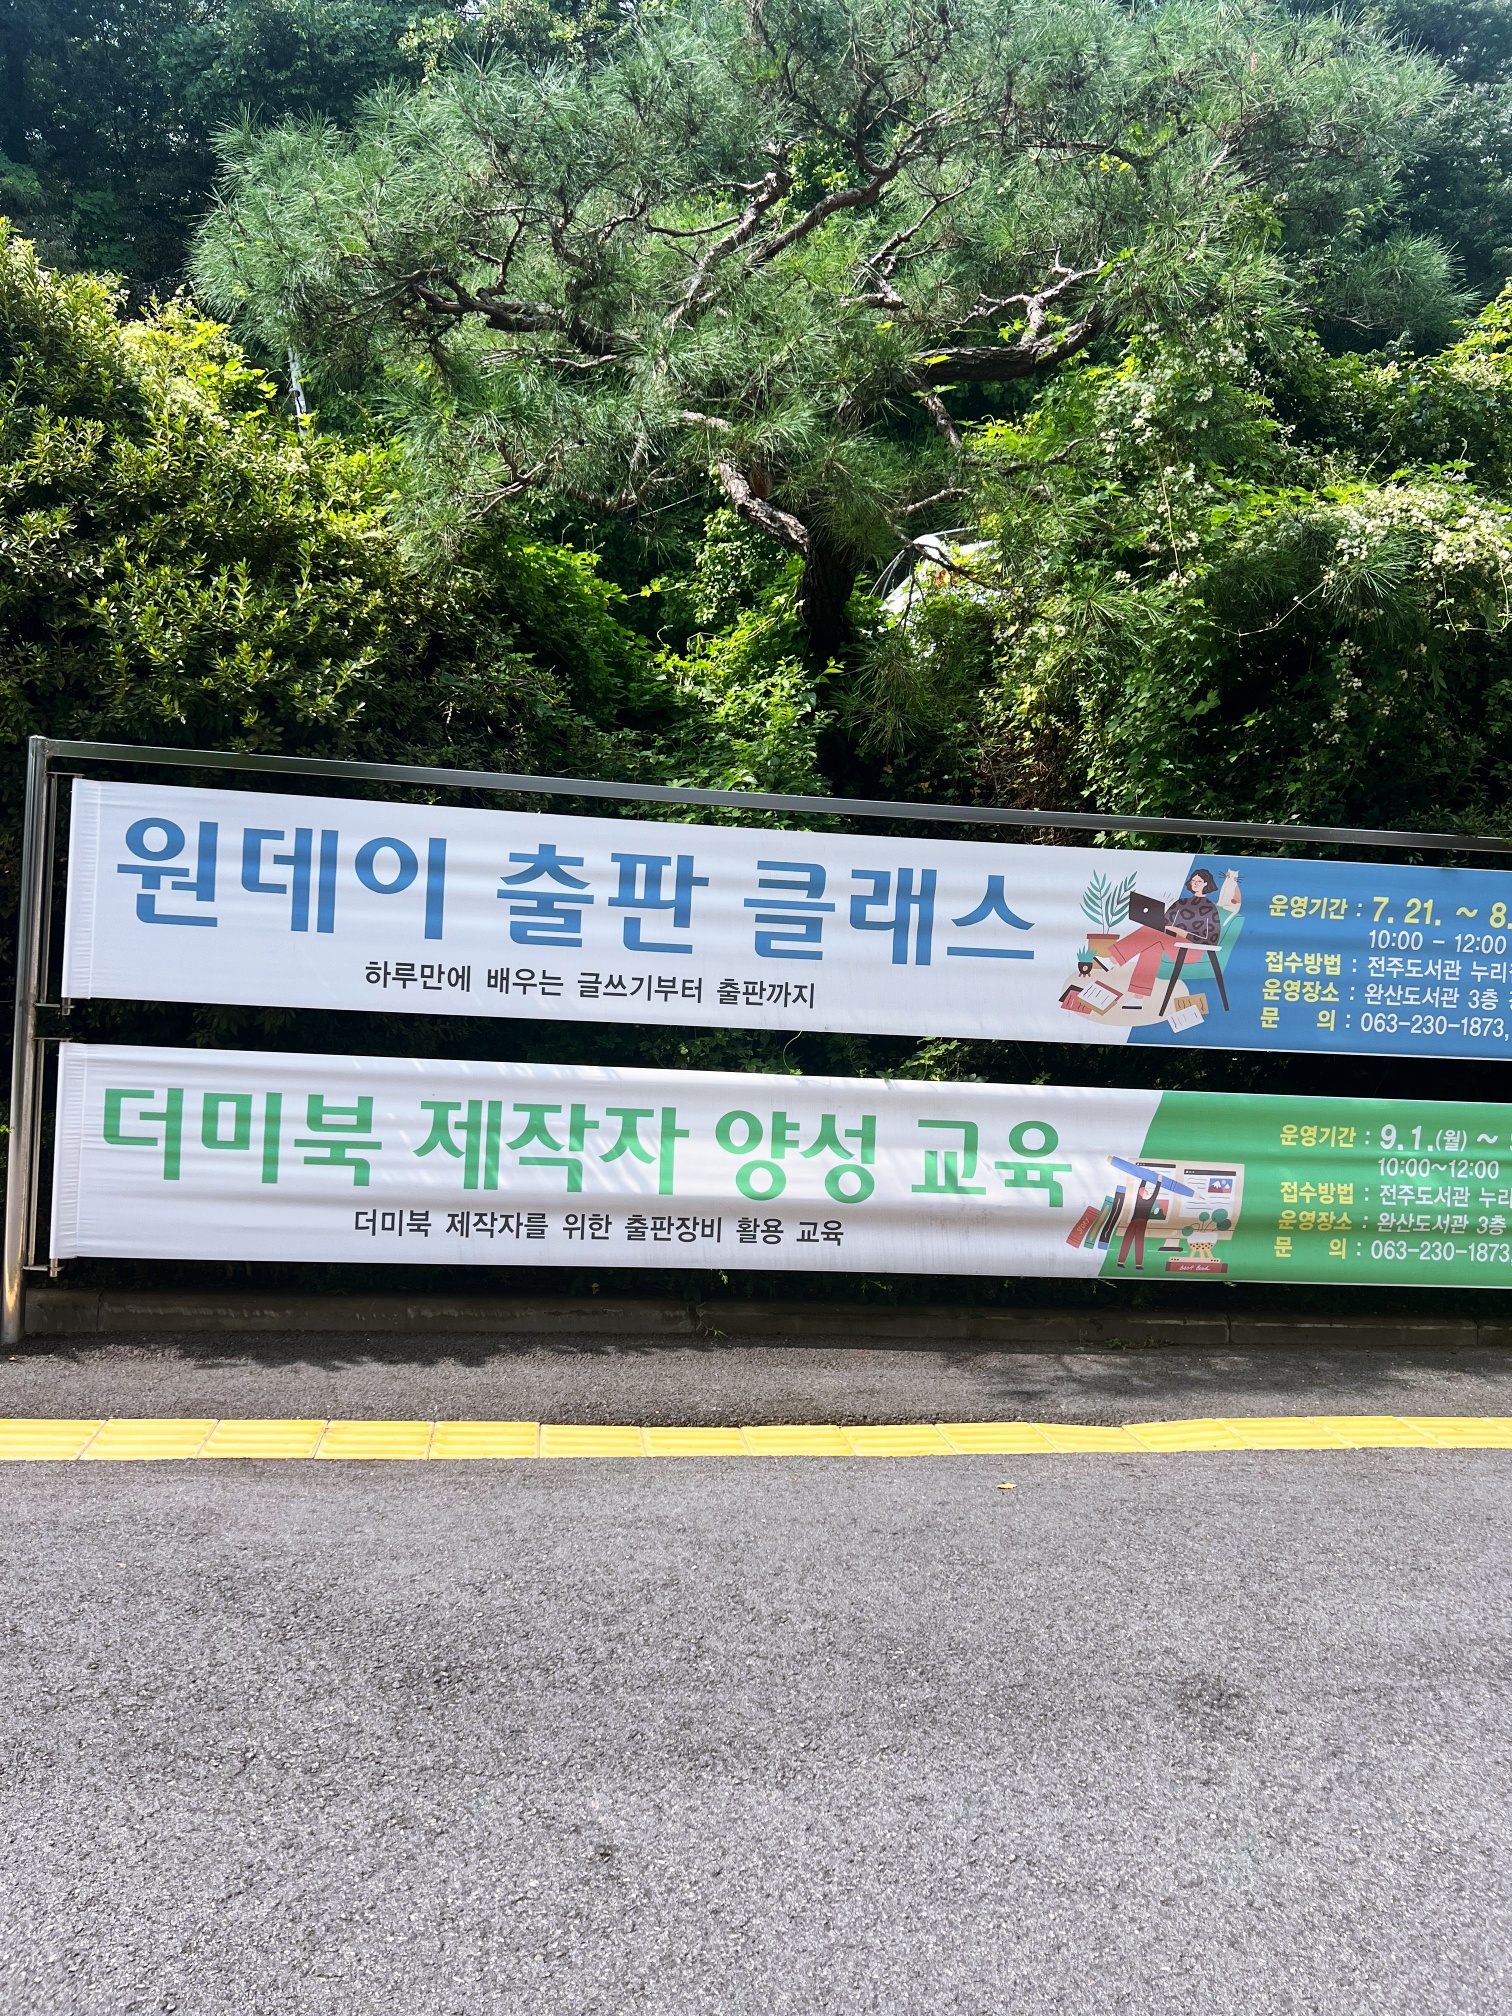 원데이 출판 클래스
하루만에 배우는 글쓰기부터 출판까지
운영기간 : 7. 21. ~ 8.
10:00 - 12:00
접수방법 : 전주도서관
운영장소 : 완산도서관 3층
문 의 : 063-230-1873,
더미북 제작자 양성 교육
더미북 제작자를 위한 출판장비 활용 교육
운영기간 : 9.1.(월) ~
10:00~12:00
접수방법 : 전주도서관
운영장소 : 완산도서관 3층
문 의 : 063-230-1873,